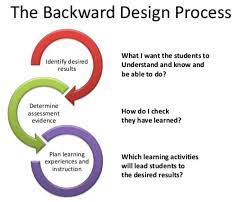 The Backward Design Process
Identify desired
results
What I want the students to
Understand and know and
be able to do?
Determine
assessment
evidence
How do I check
they have learned?
Plan learning
experiences and
instruction
Which learning activities
will lead students to
the desired results?